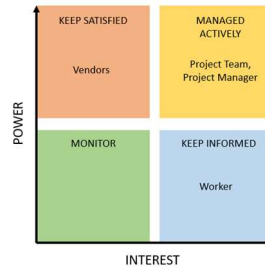 KEEP SATISFIED
Vendors
MANAGED
ACTIVELY
Project Team,
Project Manager
MONITOR
KEEP INFORMED
Worker
POWER
INTEREST